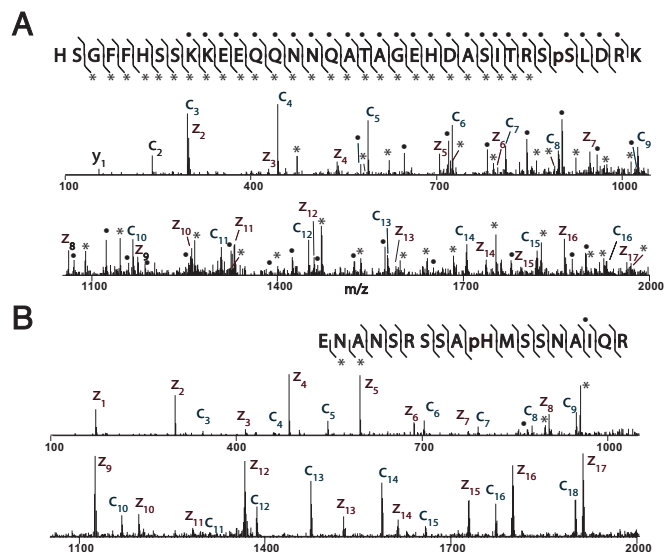 A
H S G F F H S S K K E E Q Q N N Q A T A G E H D A S I T R S p S L D R K
* * * * * * * * * * * * * * * * * * * * * *
y1 C2 C3 Z2 Z3 C4 * Z4 * C5 * Z5 C6 * * Z6 C7 * C8 * Z7 * * C9
100 400 700 1000
Z8 * * C10 Z9 * Z10 * C11 Z11 * * C12 Z12 * * C13 Z13 * * * C14 Z14 * Z15 C15 * Z16 * * C16 Z17 *
1100 1400 1700 2000
m/z
B
E N A N S R S S A p H M S S N A I Q R
* *
Z1 Z2 C3 Z3 C4 Z4 C5 Z5 Z6 C6 Z7 C7 C8 * Z8 C9 *
100 400 700 1000
Z9 C10 Z10 Z11 C11 Z12 C12 C13 Z13 C14 Z14 C15 Z15 C16 Z16 C18 Z17
1100 1400 1700 2000